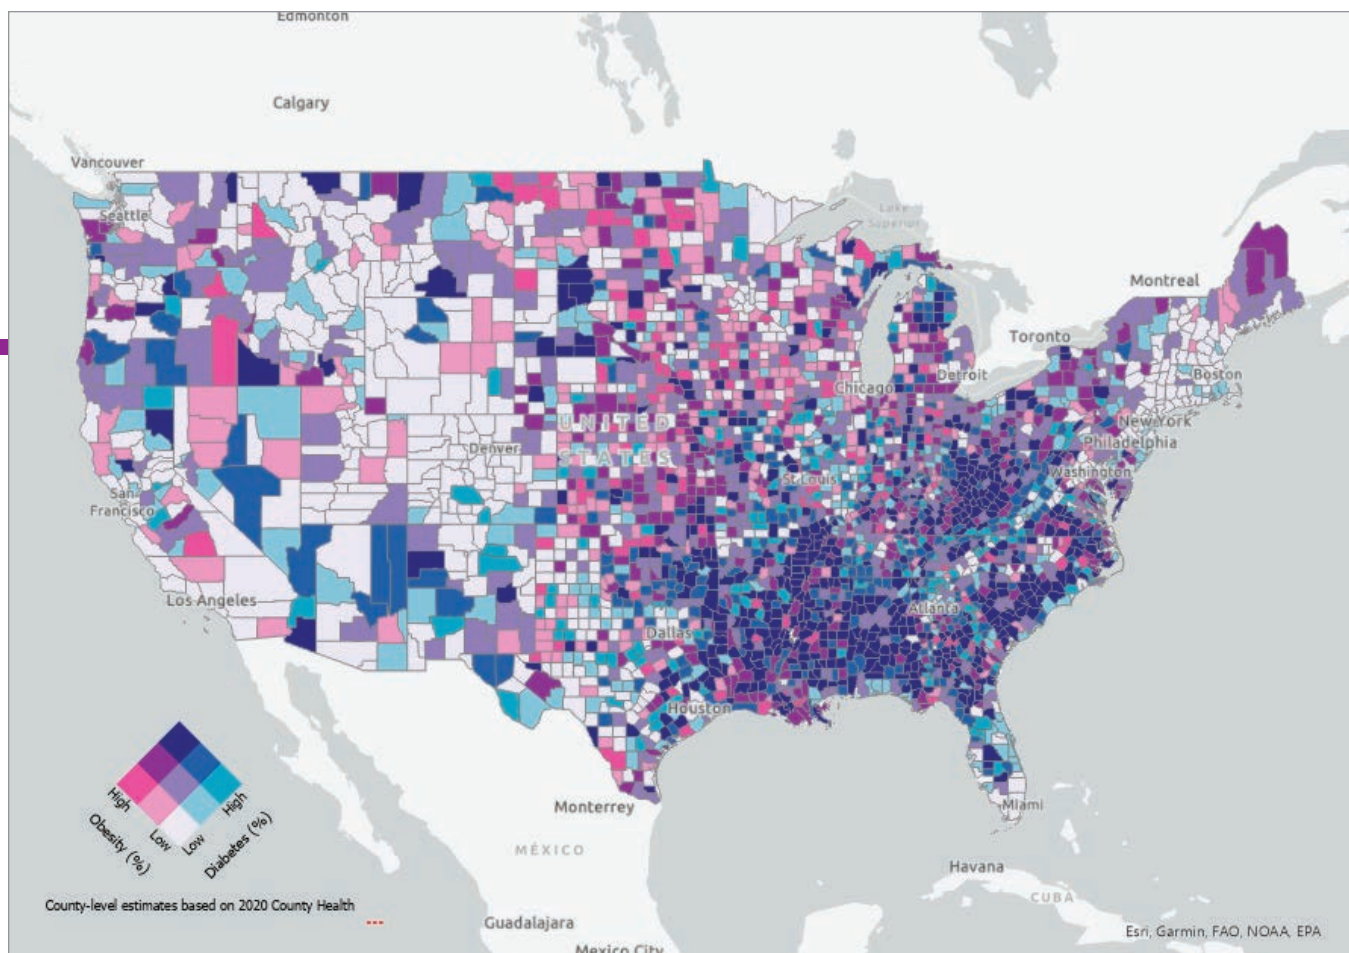 Edmonton
Calgary
Vancouver
Seattle
Lake
Superior
Montreal
Toronto
Boston
Detroit
Chicago
New York
UNITED
STATES
Denver
Philadelphia
Washington
St Louis
San
Francisco
Los Angeles
Atlanta
Dallas
Houston
Monterrey
Miami
MÉXICO
Havana
CUBA
Guadalajara
Mexico City
High
High
Low
Low
Obesity (%)
Diabetes (%)
County-level estimates based on 2020 County Health
Esri, Garmin, FAO, NOAA, EPA